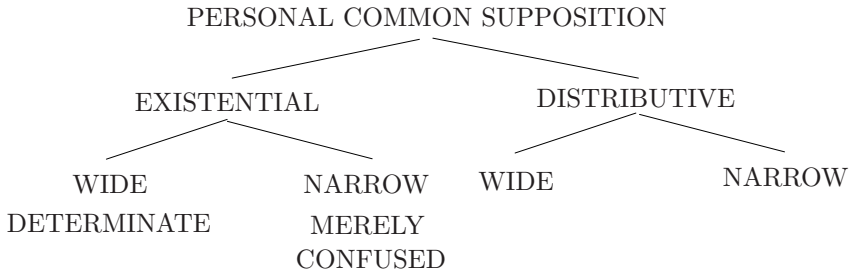 PERSONAL COMMON SUPPOSITION
EXISTENTIAL
DISTRIBUTIVE
WIDE
DETERMINATE
NARROW
MERELY
CONFUSED
WIDE
NARROW